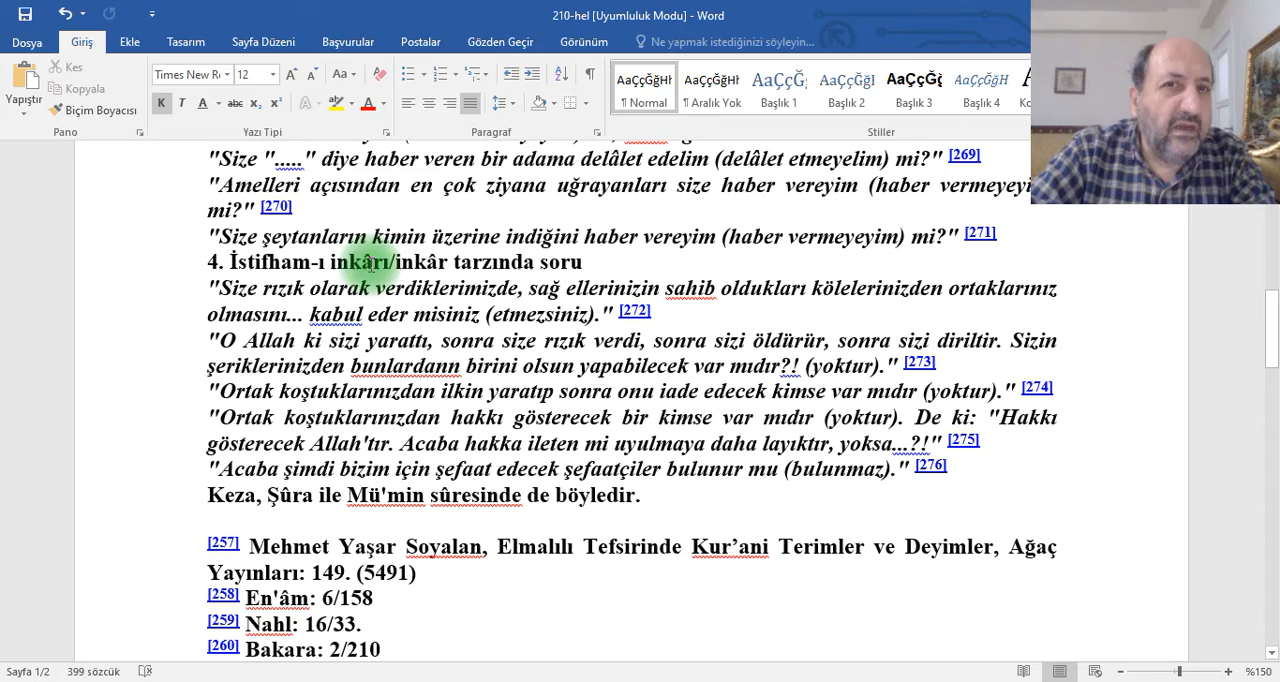 210-hel [Uyumluluk Modu] - Word
Dosya Giriş Ekle Tasarım Sayfa Düzeni Başvurular Postalar Gözden Geçir Görünüm Ne yapmak istediğinizi söyleyin...
Yapıştır
Kes
Kopyala
Biçim Boyacısı
Times New Ro 12
K T A abc x₂ x²
AaÇçĞğHł AaÇçĞğHł AaÇçĞ AaÇçĞğI AaÇçĞğ AaÇçĞğH
¶ Normal ¶ Aralık Yok Başlık 1 Başlık 2 Başlık 3 Başlık 4
Pano Yazı Tipi Paragraf Stiller
"Size "....." diye haber veren bir adama delâlet edelim (delâlet etmeyelim) mi?" [269]
"Amelleri açısından en çok ziyana uğrayanları size haber vereyim (haber vermeyeyi
mi?" [270]
"Size şeytanların kimin üzerine indiğini haber vereyim (haber vermeyeyim) mi?" [271]
4. İstifham-ı inkârı/inkâr tarzında soru
"Size rızık olarak verdiklerimizde, sağ ellerinizin sahib oldukları kölelerinizden ortaklarınız
olmasını... kabul eder misiniz (etmezsiniz)." [272]
"O Allah ki sizi yarattı, sonra size rızık verdi, sonra sizi öldürür, sonra sizi diriltir. Sizin
şeriklerinizden bunlardaınn birini olsun yapabilecek var mıdır?! (yoktur)." [273]
"Ortak koştuklarınızdan ilkin yaratıp sonra onu iade edecek kimse var mıdır (yoktur)." [274]
"Ortak koştuklarınızdan hakkı gösterecek bir kimse var mıdır (yoktur). De ki: "Hakkı
gösterecek Allah'tır. Acaba hakka ileten mi uyulmaya daha layıktır, yoksa...?!" [275]
"Acaba şimdi bizim için şefaat edecek şefaatçiler bulunur mu (bulunmaz)." [276]
Keza, Şûra ile Mü'min sûresinde de böyledir.
[257] Mehmet Yaşar Soyalan, Elmalılı Tefsirinde Kur’ani Terimler ve Deyimler, Ağaç
Yayınları: 149. (5491)
[258] En'âm: 6/158
[259] Nahl: 16/33.
[260] Bakara: 2/210
Sayfa 1/2 399 sözcük %150